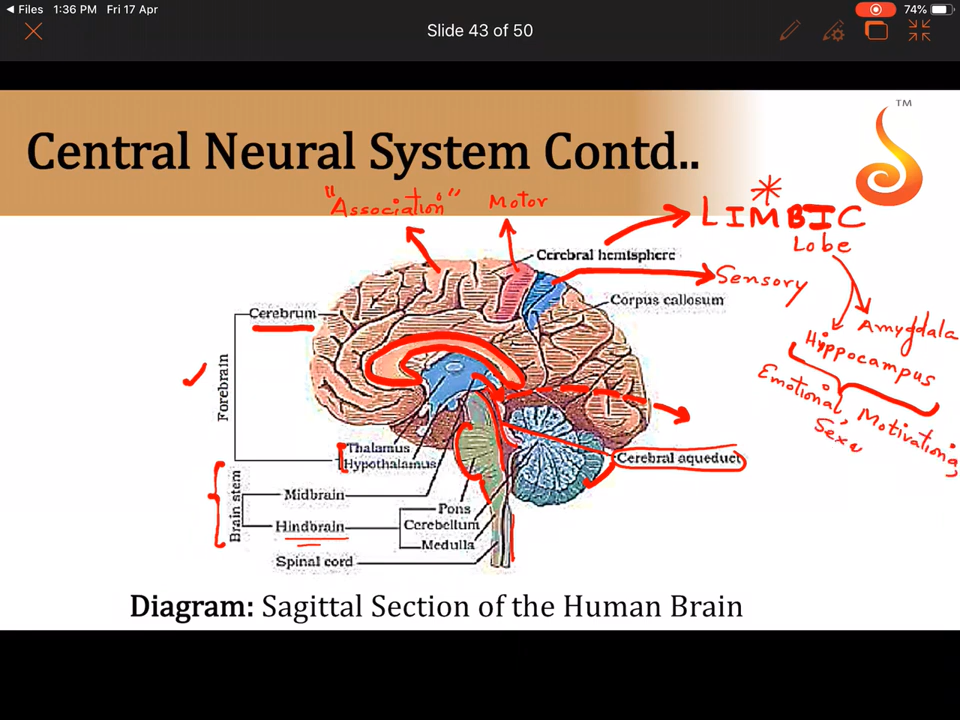 Files 1:36 PM Fri 17 Apr 74%
Slide 43 of 50
TM
Central Neural System Contd..
"Association" Motor
LIMBIC
Lobe
Cerebral hemisphere
Sensory
Corpus callosum
Cerebrum
Amygdala
Hippocampus
Emotional,
Motivational,
Sexu
Forebrain
Thalamus
Hypothalamus
Cerebral aqueduct
Brain stem
Midbrain
Pons
Hindbrain
Cerebellum
Medulla
Spinal cord
Diagram: Sagittal Section of the Human Brain